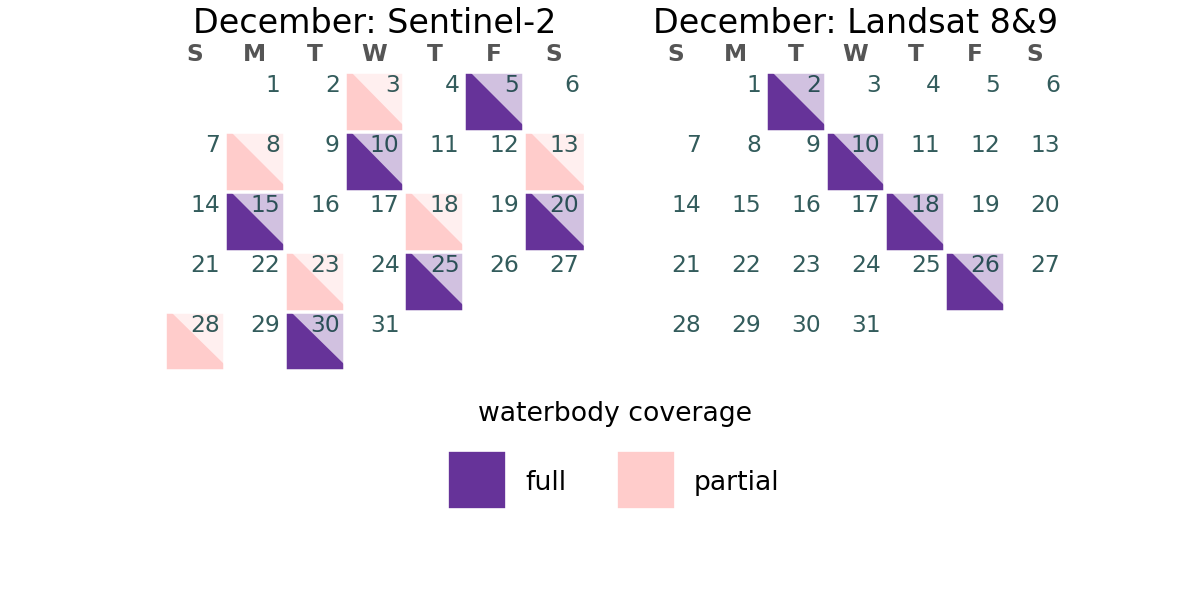 December: Sentinel-2
S M T W T F S
1 2 3 4 5 6
7 8 9 10 11 12 13
14 15 16 17 18 19 20
21 22 23 24 25 26 27
28 29 30 31
December: Landsat 8&9
S M T W T F S
1 2 3 4 5 6
7 8 9 10 11 12 13
14 15 16 17 18 19 20
21 22 23 24 25 26 27
28 29 30 31
waterbody coverage
full partial